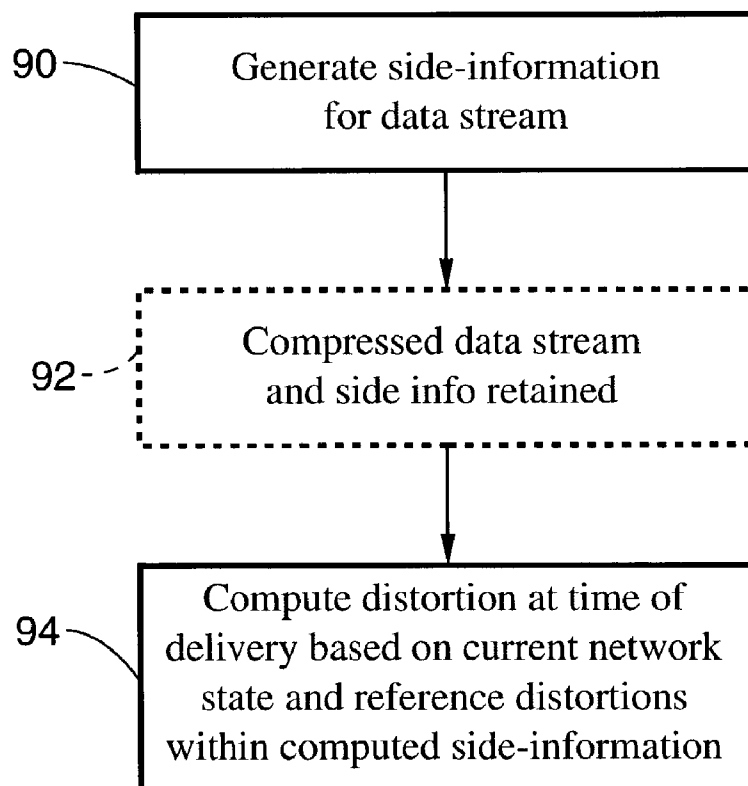 90
Generate side-information
for data stream
92
Compressed data stream
and side info retained
94
Compute distortion at time of
delivery based on current network
state and reference distortions
within computed side-information